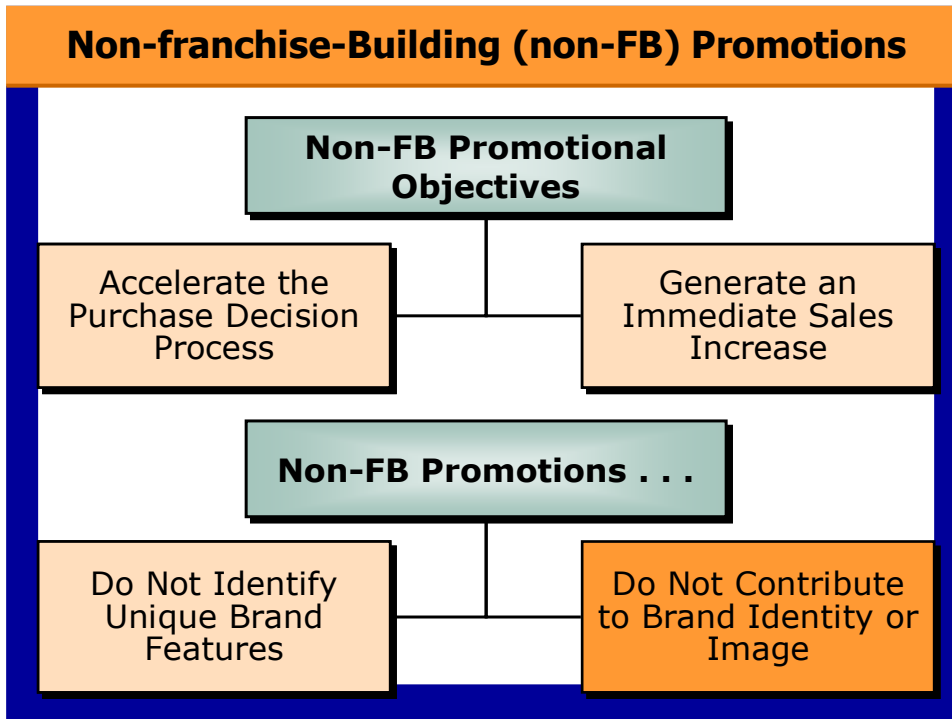 Non-franchise-Building (non-FB) Promotions
Non-FB Promotional
Objectives
Accelerate the
Purchase Decision
Process
Generate an
Immediate Sales
Increase
Non-FB Promotions . . .
Do Not Identify
Unique Brand
Features
Do Not Contribute
to Brand Identity or
Image